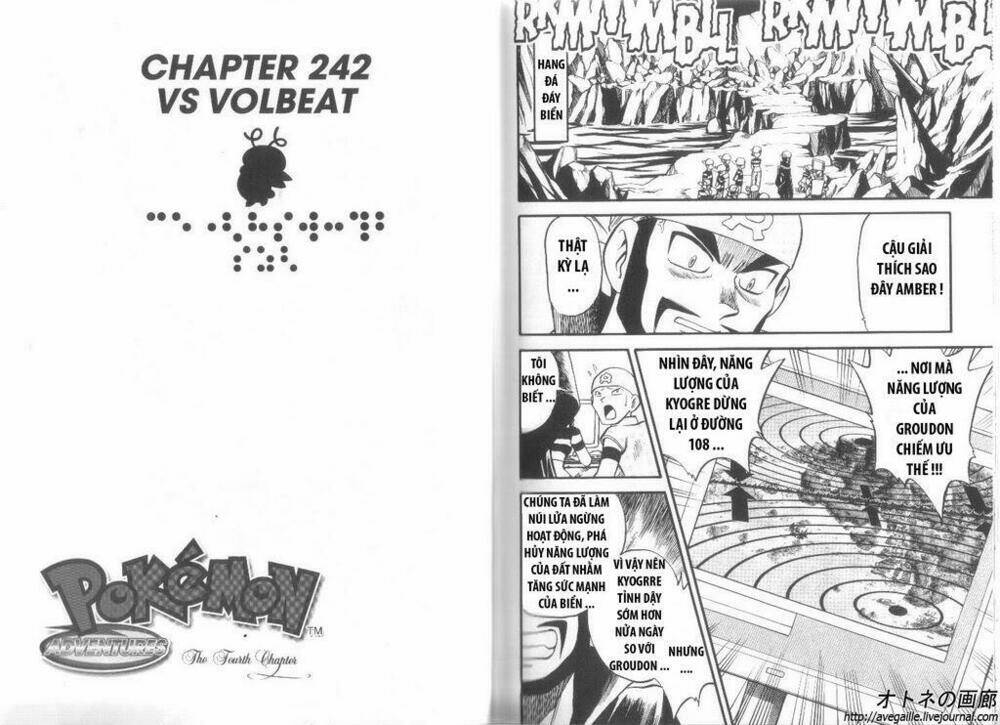 CHAPTER 242
VS VOLBEAT
POKéMON
TM
ADVENTURES
The Fourth Chapter
HANG
ĐÁ
ĐÁY
BIỂN
CẬU GIẢI
THÍCH SAO
ĐÂY AMBER !
THẬT
KỲ LẠ
...
... NƠI MÀ
NĂNG LƯỢNG
CỦA
GROUDON
CHIẾM ƯU
THẾ !!!
NHÌN ĐÂY, NĂNG
LƯỢNG CỦA
KYOGRE DỪNG
LẠI Ở ĐƯỜNG
108 ...
TÔI
KHÔNG
BIẾT ...
CHÚNG TA ĐÃ LÀM
NÚI LỬA NGỪNG
HOẠT ĐỘNG, PHÁ
HỦY NĂNG LƯỢNG
CỦA ĐẤT NHẰM
TĂNG SỨC MẠNH
CỦA BIỂN ...
VÌ VẬY NÊN
KYOGRRE
TỈNH DẬY
SỚM HƠN
NỬA NGÀY
SO VỚI
GROUDON ...
NHƯNG
....
オトネの画廊
http://avegaille.livejournal.com/